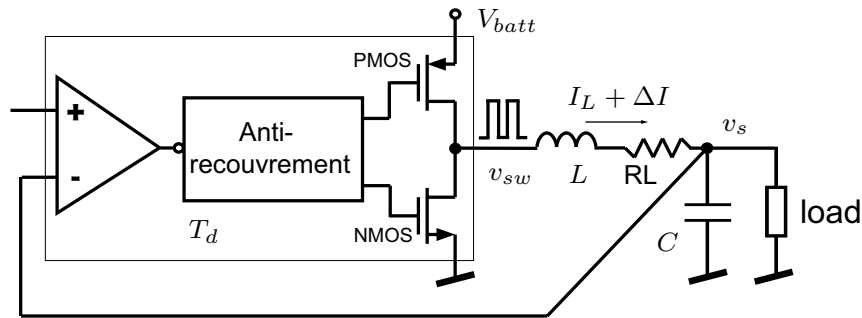 V_batt
PMOS
+
-
Anti-
recouvrement
T_d
NMOS
I_L + ΔI
v_sw
L
RL
v_s
C
load